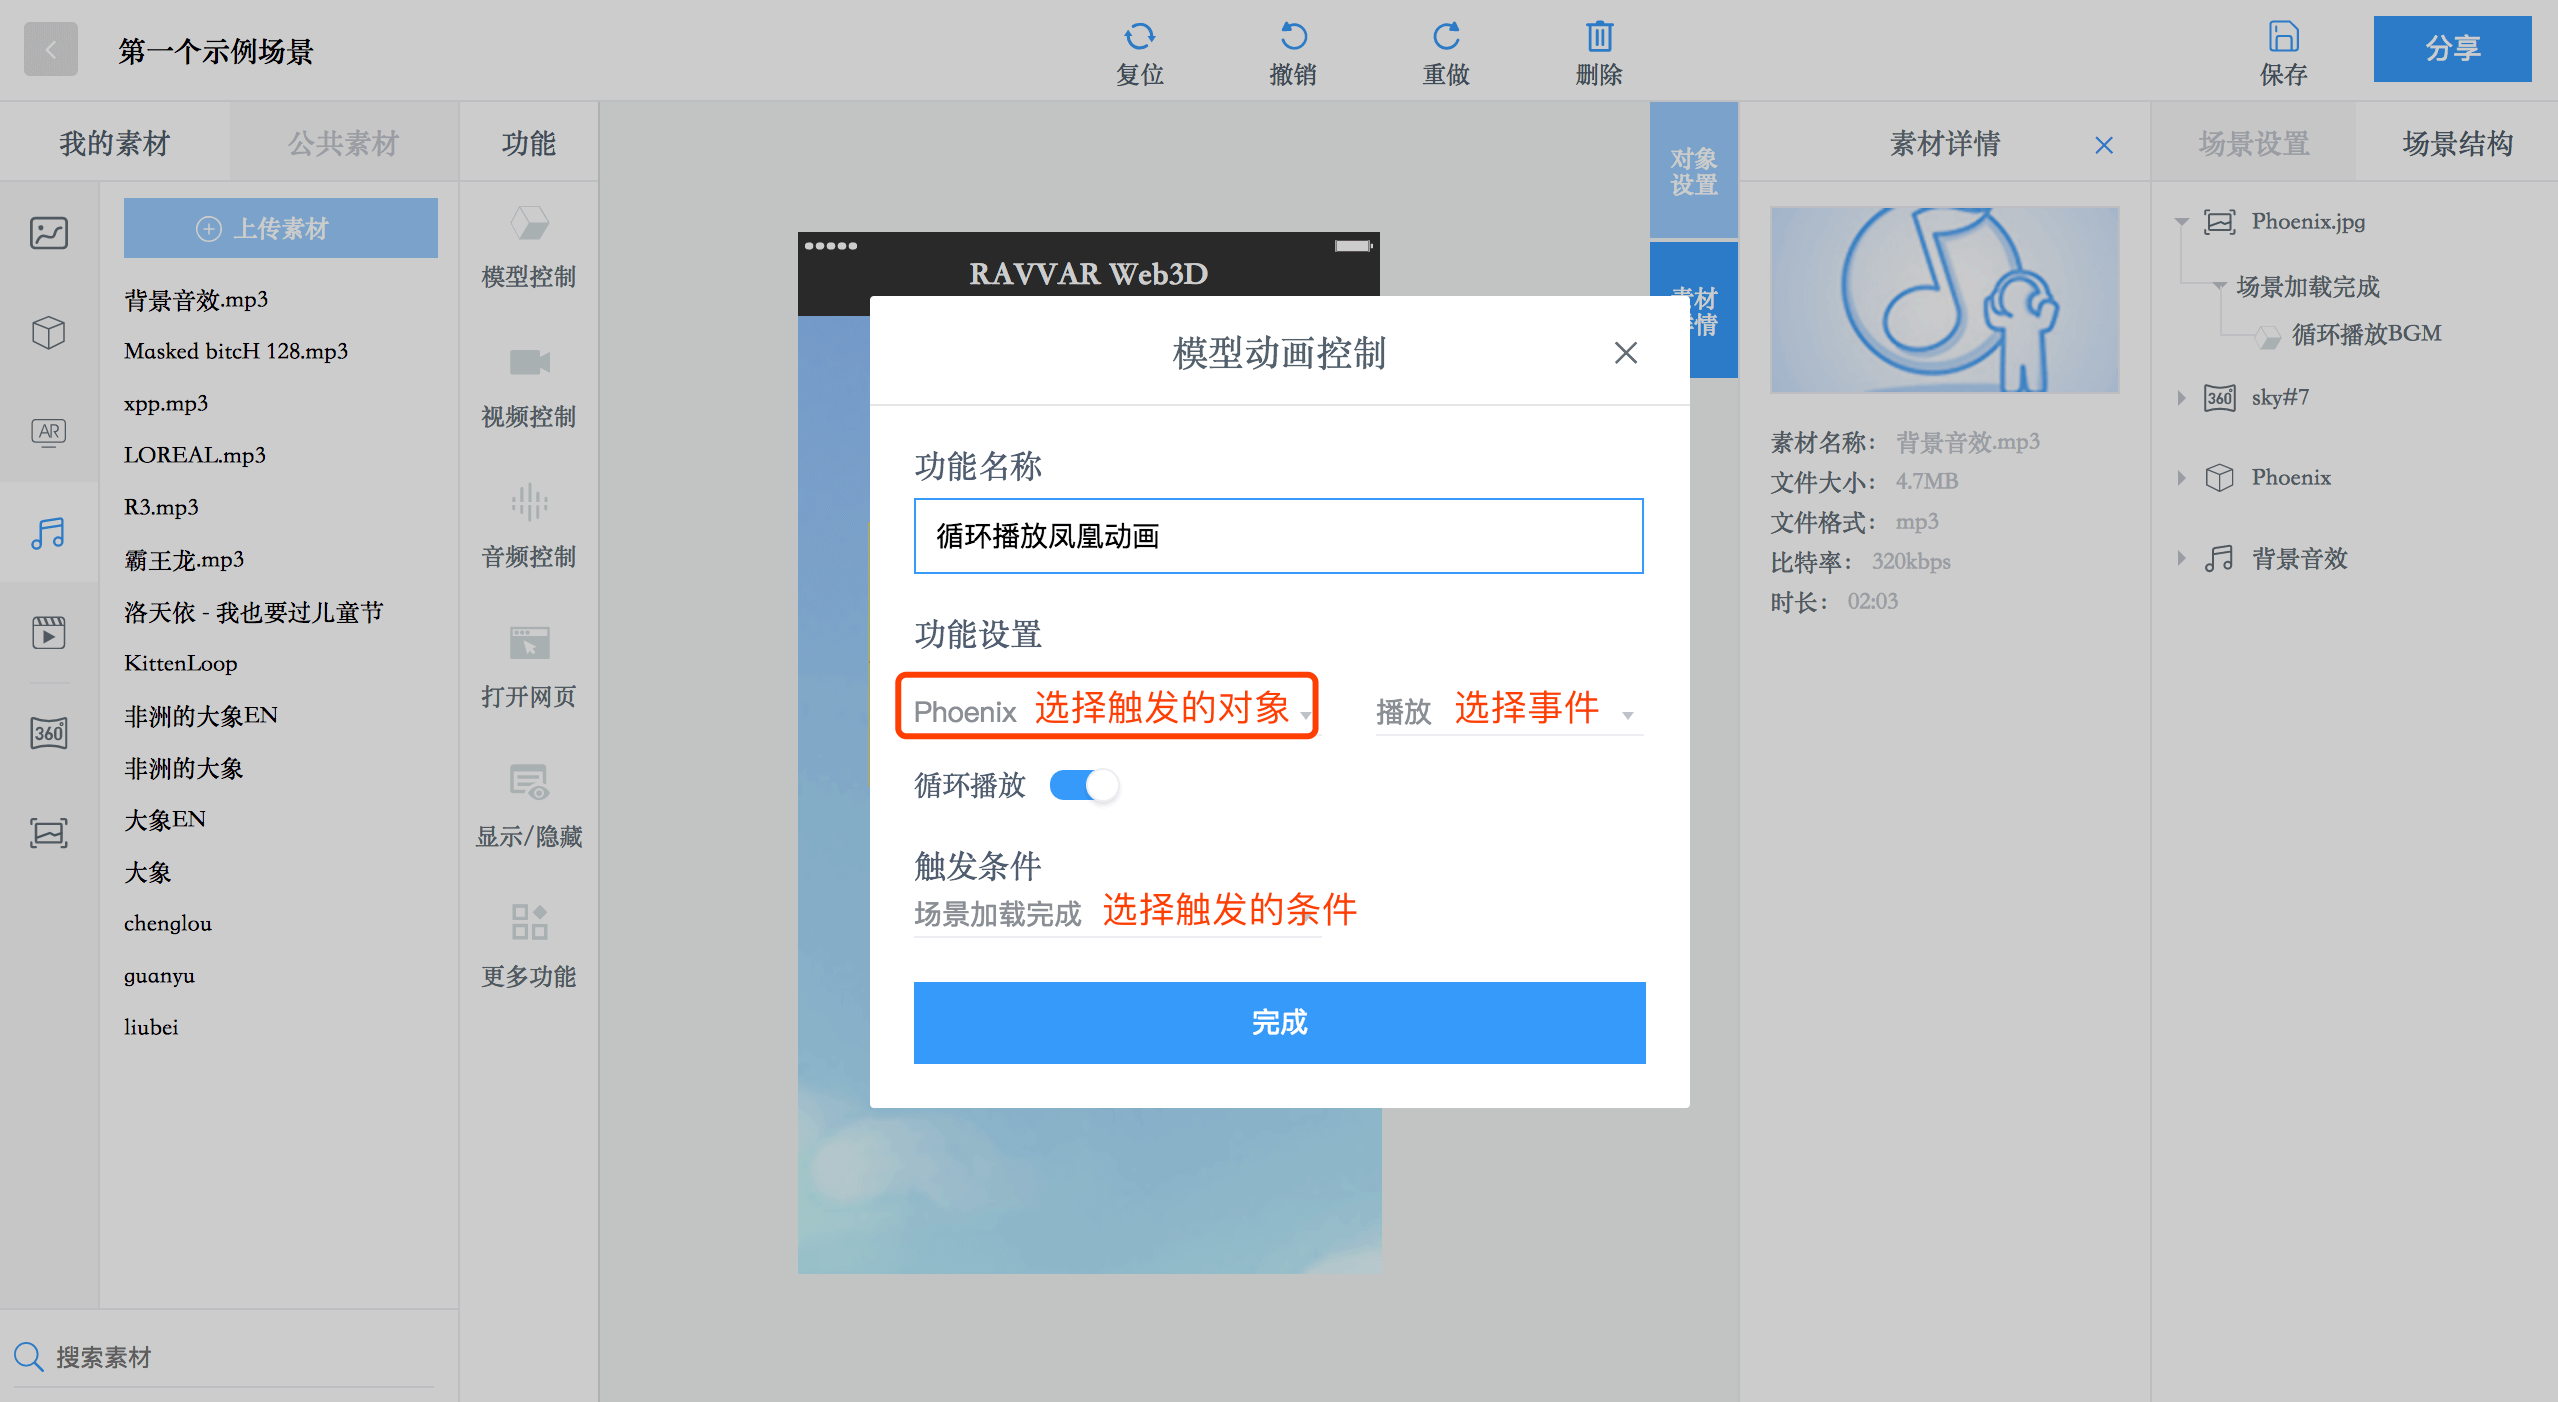 第一个示例场景
复位
撤销
重做
删除
保存
分享
我的素材
公共素材
功能
上传素材
背景音效.mp3
Masked bitcH 128.mp3
xpp.mp3
LOREAL.mp3
R3.mp3
霸王龙.mp3
洛天依 - 我也要过儿童节
KittenLoop
非洲的大象EN
非洲的大象
大象EN
大象
chenglou
guanyu
liubei
搜索素材
AR
360
模型控制
视频控制
音频控制
打开网页
显示/隐藏
更多功能
RAVVAR Web3D
模型动画控制
功能名称
循环播放凤凰动画
功能设置
Phoenix 选择触发的对象
播放 选择事件
循环播放
触发条件
场景加载完成 选择触发的条件
完成
对象
设置
素材
情
素材详情
素材名称： 背景音效.mp3
文件大小： 4.7MB
文件格式： mp3
比特率： 320kbps
时长： 02:03
场景设置
场景结构
Phoenix.jpg
场景加载完成
循环播放BGM
360
sky#7
Phoenix
背景音效